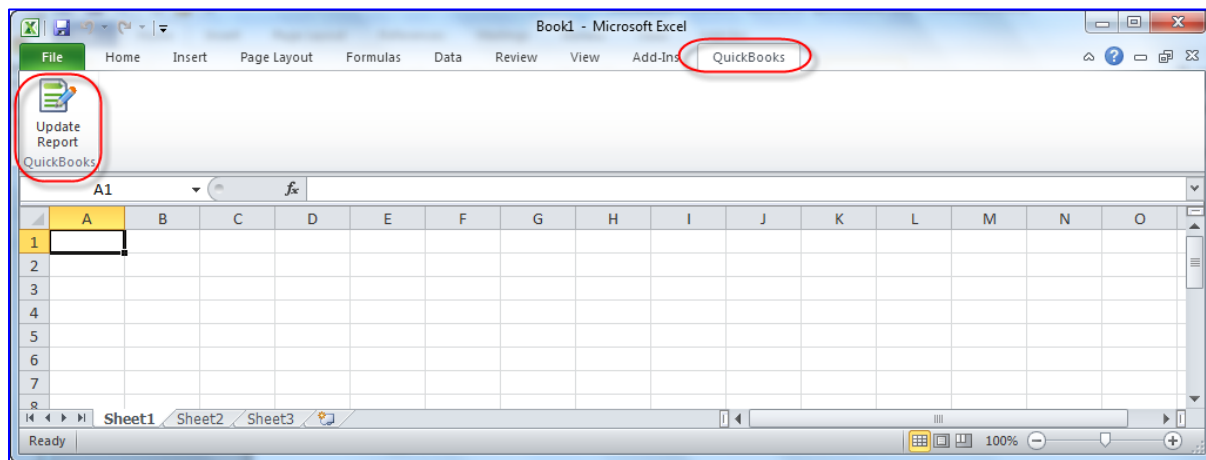 Book1 - Microsoft Excel
File Home Insert Page Layout Formulas Data Review View Add-Ins QuickBooks
Update
Report
QuickBooks
A1 fx
A B C D E F G H I J K L M N O
1
2
3
4
5
6
7
8
Sheet1 Sheet2 Sheet3
Ready 100%